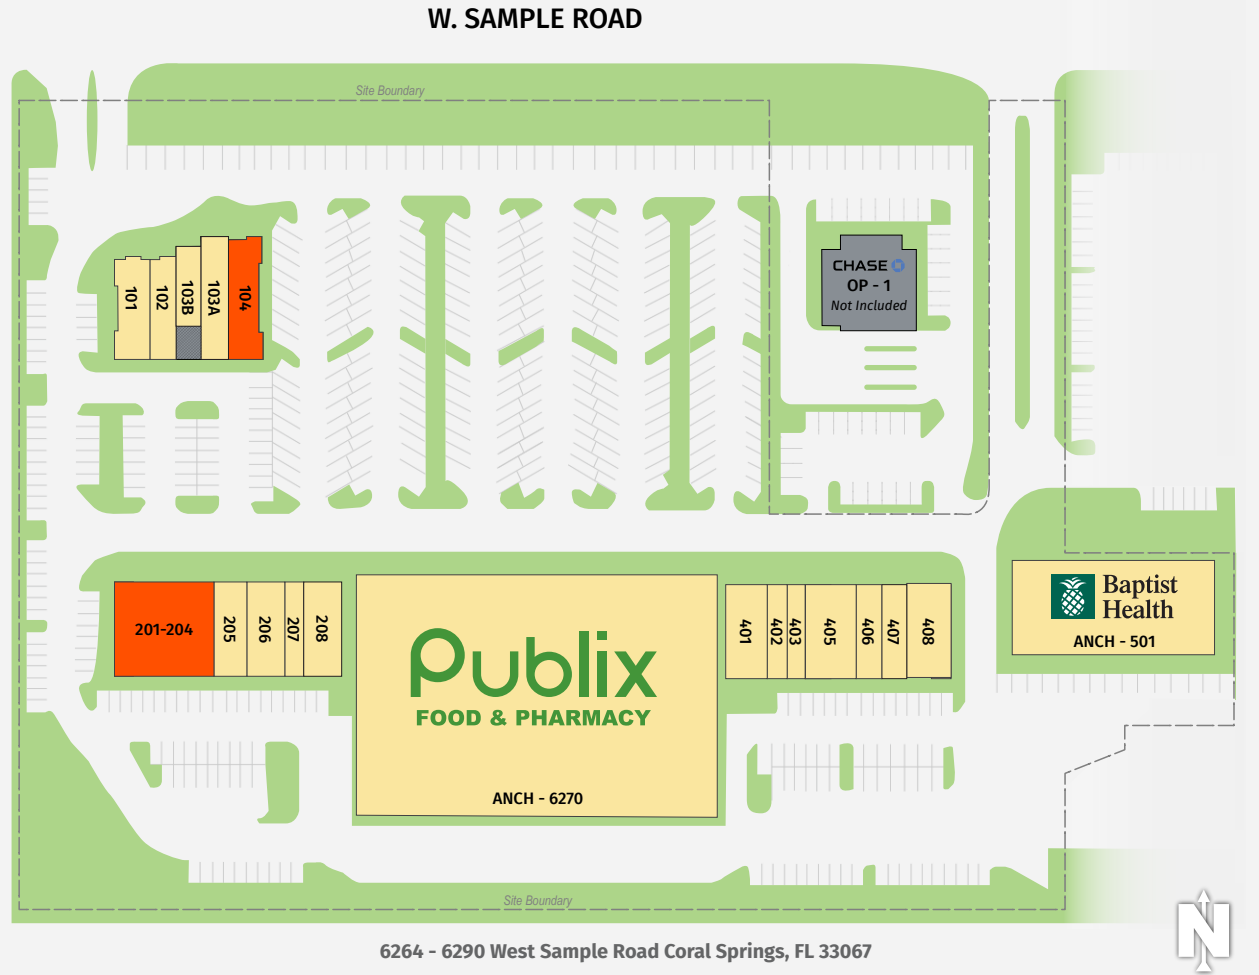 W. SAMPLE ROAD
Site Boundary
101
102
103B
103A
104
CHASE
OP - 1
Not Included
201-204
205
206
207
208
Publix
FOOD & PHARMACY
ANCH - 6270
401
402
403
405
406
407
408
Baptist
Health
ANCH - 501
Site Boundary
6264 - 6290 West Sample Road Coral Springs, FL 33067
N